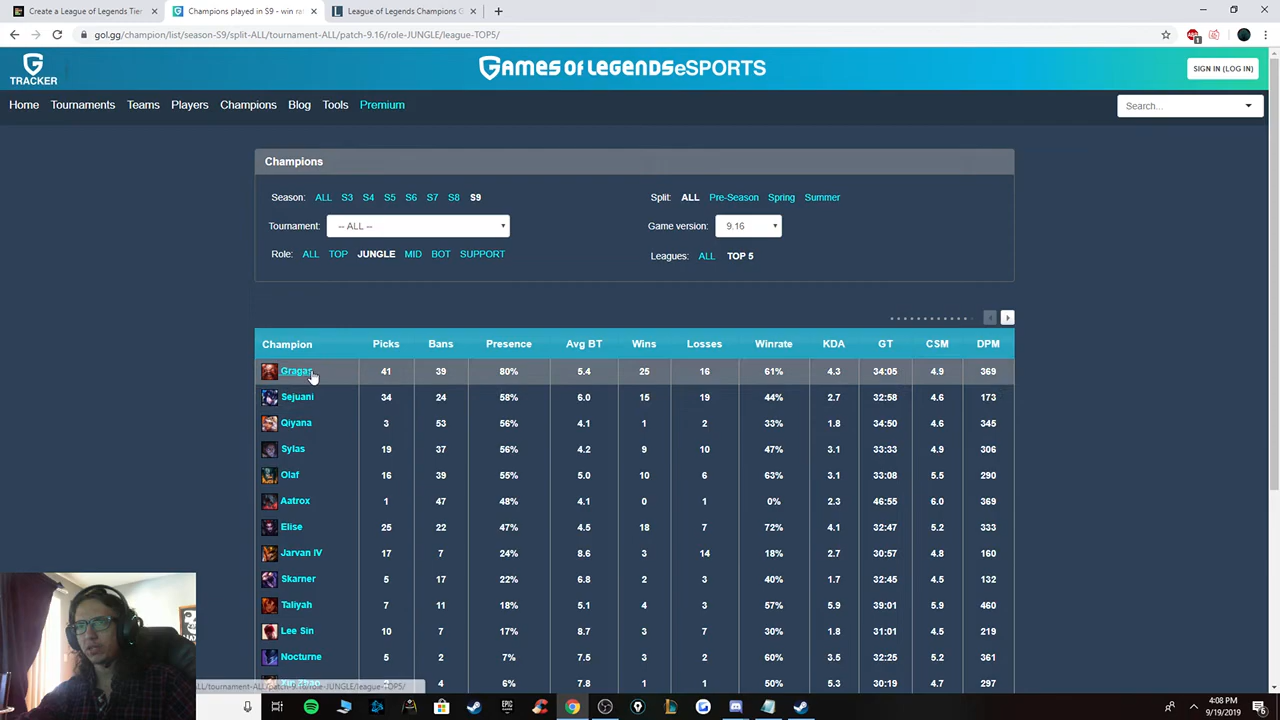 Create a League of Legends Tier × Champions played in S9 - win ra × League of Legends Champions G × +
gol.gg/champion/list/season-S9/split-ALL/tournament-ALL/patch-9.16/role-JUNGLE/league-TOP5/
GAMES OF LEGENDS eSPORTS
SIGN IN (LOG IN)
TRACKER
Home Tournaments Teams Players Champions Blog Tools Premium Search...
Champions
Season: ALL S3 S4 S5 S6 S7 S8 S9 Split: ALL Pre-Season Spring Summer
Tournament: -- ALL -- Game version: 9.16
Role: ALL TOP JUNGLE MID BOT SUPPORT Leagues: ALL TOP 5
Champion Picks Bans Presence Avg BT Wins Losses Winrate KDA GT CSM DPM
Gragas 41 39 80% 5.4 25 16 61% 4.3 34:05 4.9 369
Sejuani 34 24 58% 6.0 15 19 44% 2.7 32:58 4.6 173
Qiyana 3 53 56% 4.1 1 2 33% 1.8 34:50 4.6 345
Sylas 19 37 56% 4.2 9 10 47% 3.1 33:33 4.9 306
Olaf 16 39 55% 5.0 10 6 63% 3.1 33:08 5.5 290
Aatrox 1 47 48% 4.1 0 1 0% 2.3 46:55 6.0 369
Elise 25 22 47% 4.5 18 7 72% 4.1 32:47 5.2 333
Jarvan IV 17 7 24% 8.6 3 14 18% 2.7 30:57 4.8 160
Skarner 5 17 22% 6.8 2 3 40% 1.7 32:45 4.5 132
Taliyah 7 11 18% 5.1 4 3 57% 5.9 39:01 5.9 460
Lee Sin 10 7 17% 8.7 3 7 30% 1.8 31:01 4.5 219
Nocturne 5 2 7% 7.5 3 2 60% 3.5 32:25 5.2 361
Xin Zhao 4 6% 7.8 1 1 50% 5.3 30:19 4.7 297
ALL/tournament-ALL/patch-9.16/role-JUNGLE/league-TOP5/
4:08 PM
9/19/2019